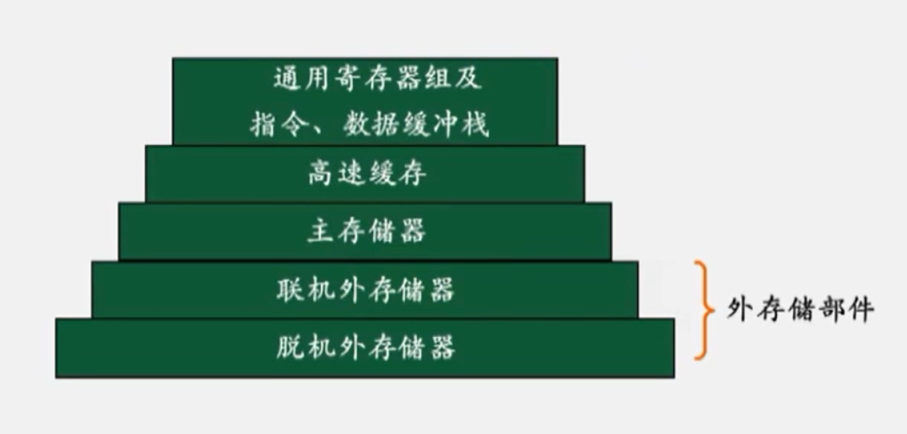 通用寄存器组及
指令、数据缓冲栈
高速缓存
主存储器
联机外存储器
外存储部件
脱机外存储器